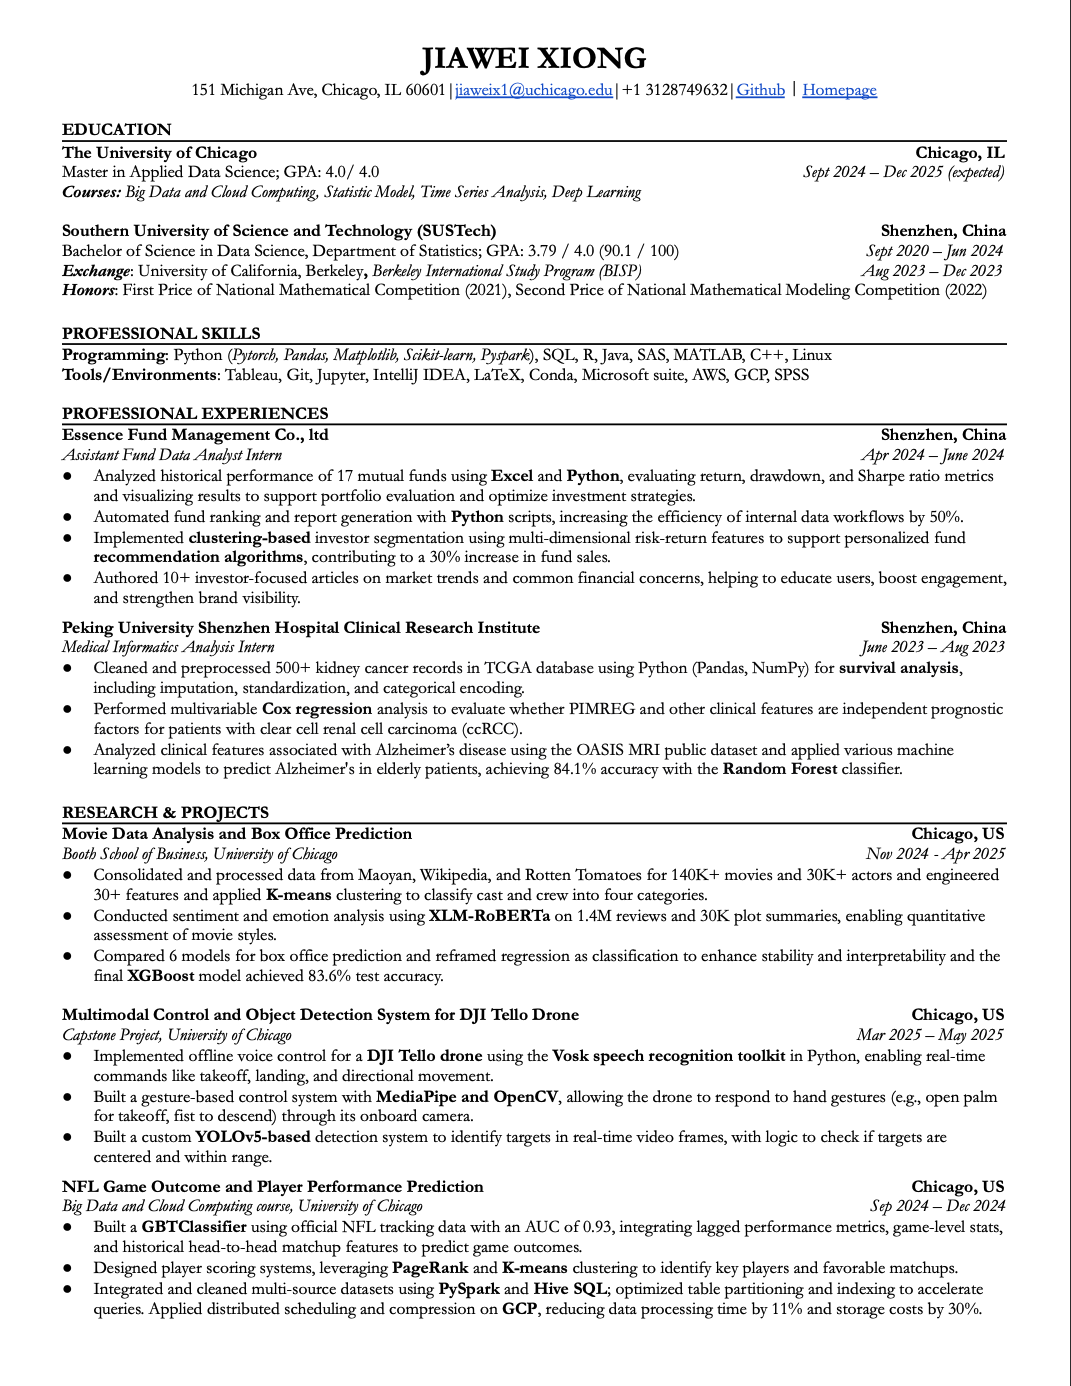 JIAWEI XIONG
151 Michigan Ave, Chicago, IL 60601|jiaweix1@uchicago.edu|+1 3128749632|Github | Homepage
EDUCATION
The University of Chicago Chicago, IL
Master in Applied Data Science; GPA: 4.0/ 4.0 Sept 2024 – Dec 2025 (expected)
Courses: Big Data and Cloud Computing, Statistic Model, Time Series Analysis, Deep Learning
Southern University of Science and Technology (SUSTech) Shenzhen, China
Bachelor of Science in Data Science, Department of Statistics; GPA: 3.79 / 4.0 (90.1 / 100) Sept 2020 – Jun 2024
Exchange: University of California, Berkeley, Berkeley International Study Program (BISP) Aug 2023 – Dec 2023
Honors: First Price of National Mathematical Competition (2021), Second Price of National Mathematical Modeling Competition (2022)
PROFESSIONAL SKILLS
Programming: Python (Pytorch, Pandas, Matplotlib, Scikit-learn, Pyspark), SQL, R, Java, SAS, MATLAB, C++, Linux
Tools/Environments: Tableau, Git, Jupyter, IntelliJ IDEA, LaTeX, Conda, Microsoft suite, AWS, GCP, SPSS
PROFESSIONAL EXPERIENCES
Essence Fund Management Co., ltd Shenzhen, China
Assistant Fund Data Analyst Intern Apr 2024 – June 2024
● Analyzed historical performance of 17 mutual funds using Excel and Python, evaluating return, drawdown, and Sharpe ratio metrics
and visualizing results to support portfolio evaluation and optimize investment strategies.
● Automated fund ranking and report generation with Python scripts, increasing the efficiency of internal data workflows by 50%.
● Implemented clustering-based investor segmentation using multi-dimensional risk-return features to support personalized fund
recommendation algorithms, contributing to a 30% increase in fund sales.
● Authored 10+ investor-focused articles on market trends and common financial concerns, helping to educate users, boost engagement,
and strengthen brand visibility.
Peking University Shenzhen Hospital Clinical Research Institute Shenzhen, China
Medical Informatics Analysis Intern June 2023 – Aug 2023
● Cleaned and preprocessed 500+ kidney cancer records in TCGA database using Python (Pandas, NumPy) for survival analysis,
including imputation, standardization, and categorical encoding.
● Performed multivariable Cox regression analysis to evaluate whether PIMREG and other clinical features are independent prognostic
factors for patients with clear cell renal cell carcinoma (ccRCC).
● Analyzed clinical features associated with Alzheimer’s disease using the OASIS MRI public dataset and applied various machine
learning models to predict Alzheimer's in elderly patients, achieving 84.1% accuracy with the Random Forest classifier.
RESEARCH & PROJECTS
Movie Data Analysis and Box Office Prediction Chicago, US
Booth School of Business, University of Chicago Nov 2024 - Apr 2025
● Consolidated and processed data from Maoyan, Wikipedia, and Rotten Tomatoes for 140K+ movies and 30K+ actors and engineered
30+ features and applied K-means clustering to classify cast and crew into four categories.
● Conducted sentiment and emotion analysis using XLM-RoBERTa on 1.4M reviews and 30K plot summaries, enabling quantitative
assessment of movie styles.
● Compared 6 models for box office prediction and reframed regression as classification to enhance stability and interpretability and the
final XGBoost model achieved 83.6% test accuracy.
Multimodal Control and Object Detection System for DJI Tello Drone Chicago, US
Capstone Project, University of Chicago Mar 2025 – May 2025
● Implemented offline voice control for a DJI Tello drone using the Vosk speech recognition toolkit in Python, enabling real-time
commands like takeoff, landing, and directional movement.
● Built a gesture-based control system with MediaPipe and OpenCV, allowing the drone to respond to hand gestures (e.g., open palm
for takeoff, fist to descend) through its onboard camera.
● Built a custom YOLOv5-based detection system to identify targets in real-time video frames, with logic to check if targets are
centered and within range.
NFL Game Outcome and Player Performance Prediction Chicago, US
Big Data and Cloud Computing course, University of Chicago Sep 2024 – Dec 2024
● Built a GBTClassifier using official NFL tracking data with an AUC of 0.93, integrating lagged performance metrics, game-level stats,
and historical head-to-head matchup features to predict game outcomes.
● Designed player scoring systems, leveraging PageRank and K-means clustering to identify key players and favorable matchups.
● Integrated and cleaned multi-source datasets using PySpark and Hive SQL; optimized table partitioning and indexing to accelerate
queries. Applied distributed scheduling and compression on GCP, reducing data processing time by 11% and storage costs by 30%.